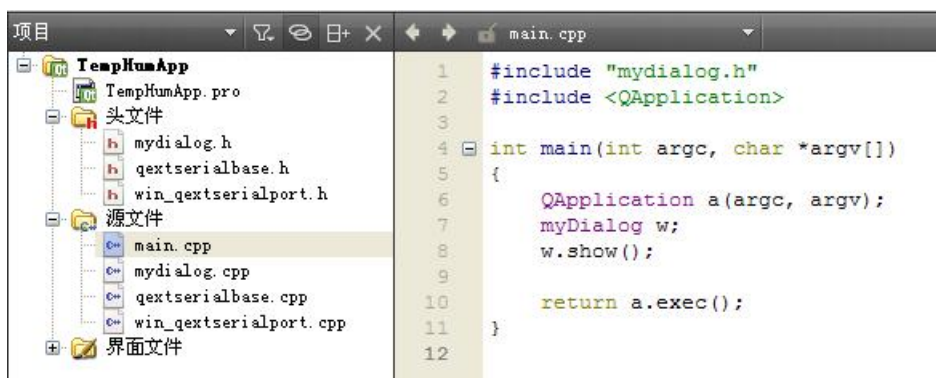 项目
TempHumApp
TempHumApp.pro
头文件
mydialog.h
qextserialbase.h
win_qextserialport.h
源文件
main.cpp
mydialog.cpp
qextserialbase.cpp
win_qextserialport.cpp
界面文件
main.cpp
1 #include "mydialog.h"
2 #include <QApplication>
3
4 int main(int argc, char *argv[])
5 {
6 QApplication a(argc, argv);
7 myDialog w;
8 w.show();
9
10 return a.exec();
11 }
12